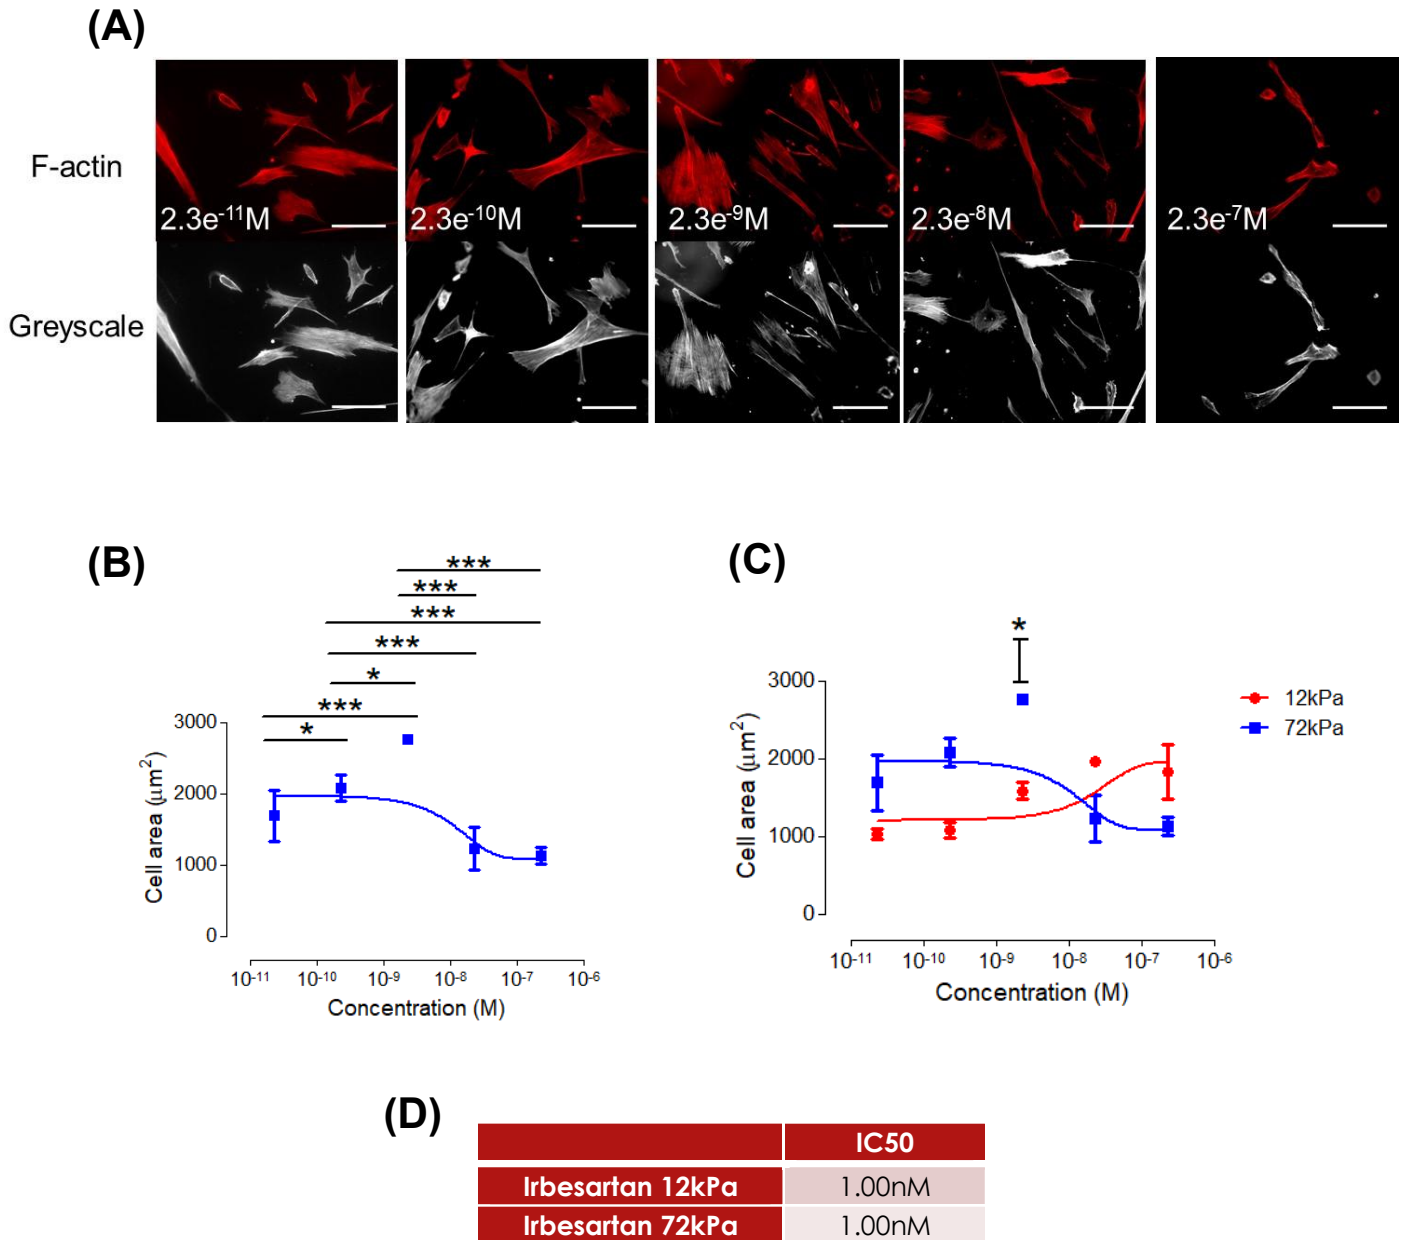 (A)
F-actin
2.3e⁻¹¹M 2.3e⁻¹⁰M 2.3e⁻⁹M 2.3e⁻⁸M 2.3e⁻⁷M
Greyscale
(B)
***
***
***
***
*
***
*
3000
2000
1000
0
Cell area (μm²)
10⁻¹¹ 10⁻¹⁰ 10⁻⁹ 10⁻⁸ 10⁻⁷ 10⁻⁶
Concentration (M)
(C)
*
3000
2000
1000
0
Cell area (μm²)
12kPa
72kPa
10⁻¹¹ 10⁻¹⁰ 10⁻⁹ 10⁻⁸ 10⁻⁷ 10⁻⁶
Concentration (M)
(D)
IC50
Irbesartan 12kPa 1.00nM
Irbesartan 72kPa 1.00nM